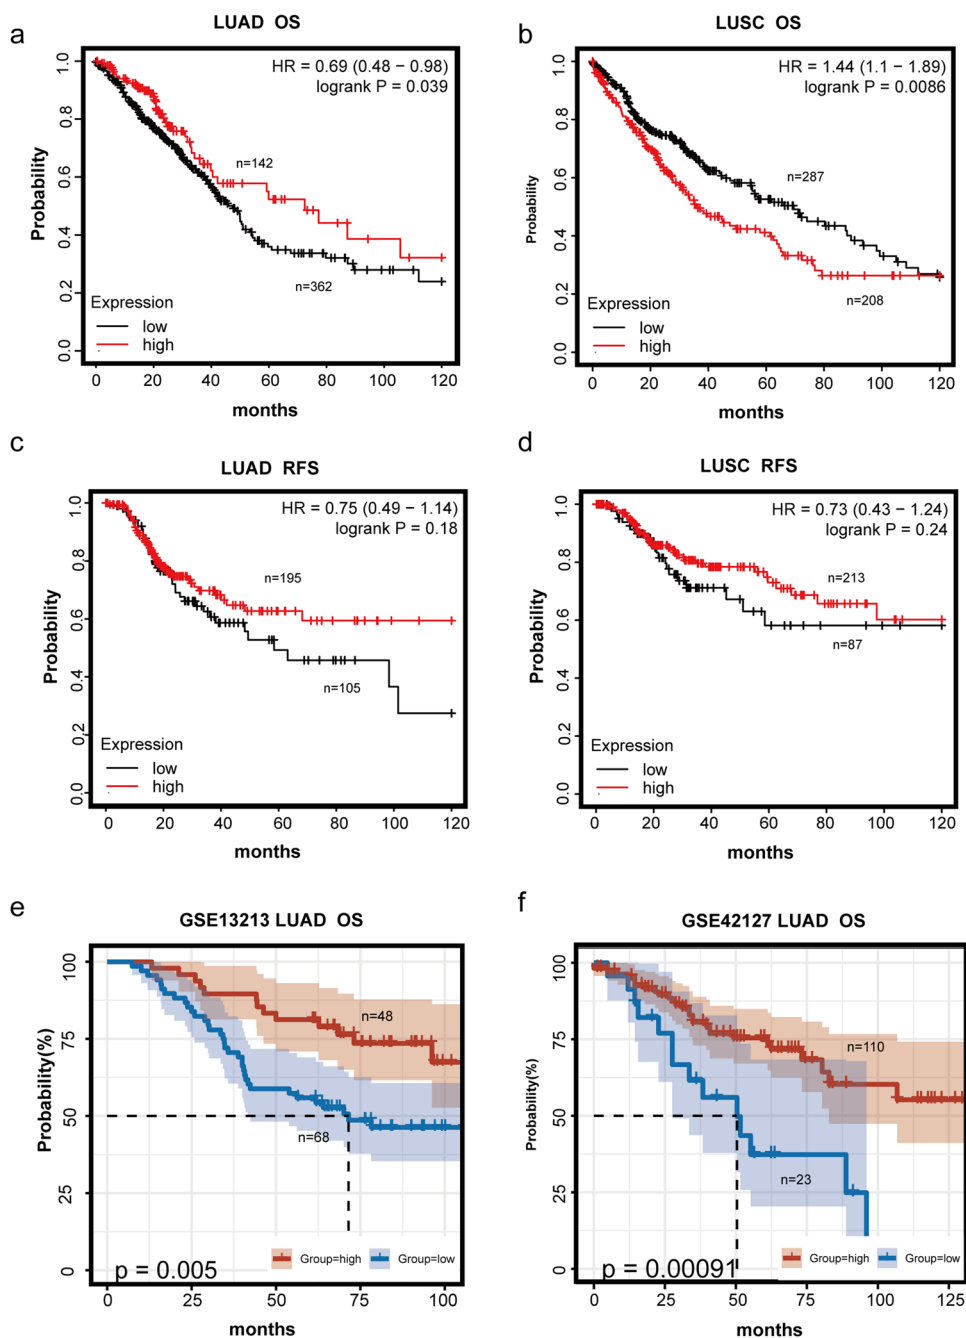 a
LUAD OS
HR = 0.69 (0.48 − 0.98)
logrank P = 0.039
Probability
1.0
0.8
0.6
0.4
0.2
0.0
n=142
n=362
Expression
low
high
0 20 40 60 80 100 120
months
b
LUSC OS
HR = 1.44 (1.1 − 1.89)
logrank P = 0.0086
Probability
1.0
0.8
0.6
0.4
0.2
0.0
n=287
n=208
Expression
low
high
0 20 40 60 80 100 120
months
c
LUAD RFS
HR = 0.75 (0.49 − 1.14)
logrank P = 0.18
Probability
1.0
0.8
0.6
0.4
0.2
0.0
n=195
n=105
Expression
low
high
0 20 40 60 80 100 120
months
d
LUSC RFS
HR = 0.73 (0.43 − 1.24)
logrank P = 0.24
Probability
1.0
0.8
0.6
0.4
0.2
0.0
n=213
n=87
Expression
low
high
0 20 40 60 80 100 120
months
e
GSE13213 LUAD OS
Probability(%)
100
75
50
25
0
n=48
n=68
p = 0.005
Group=high Group=low
0 25 50 75 100
months
f
GSE42127 LUAD OS
Probability(%)
100
75
50
25
0
n=110
n=23
p = 0.00091
Group=high Group=low
0 25 50 75 100 125
months